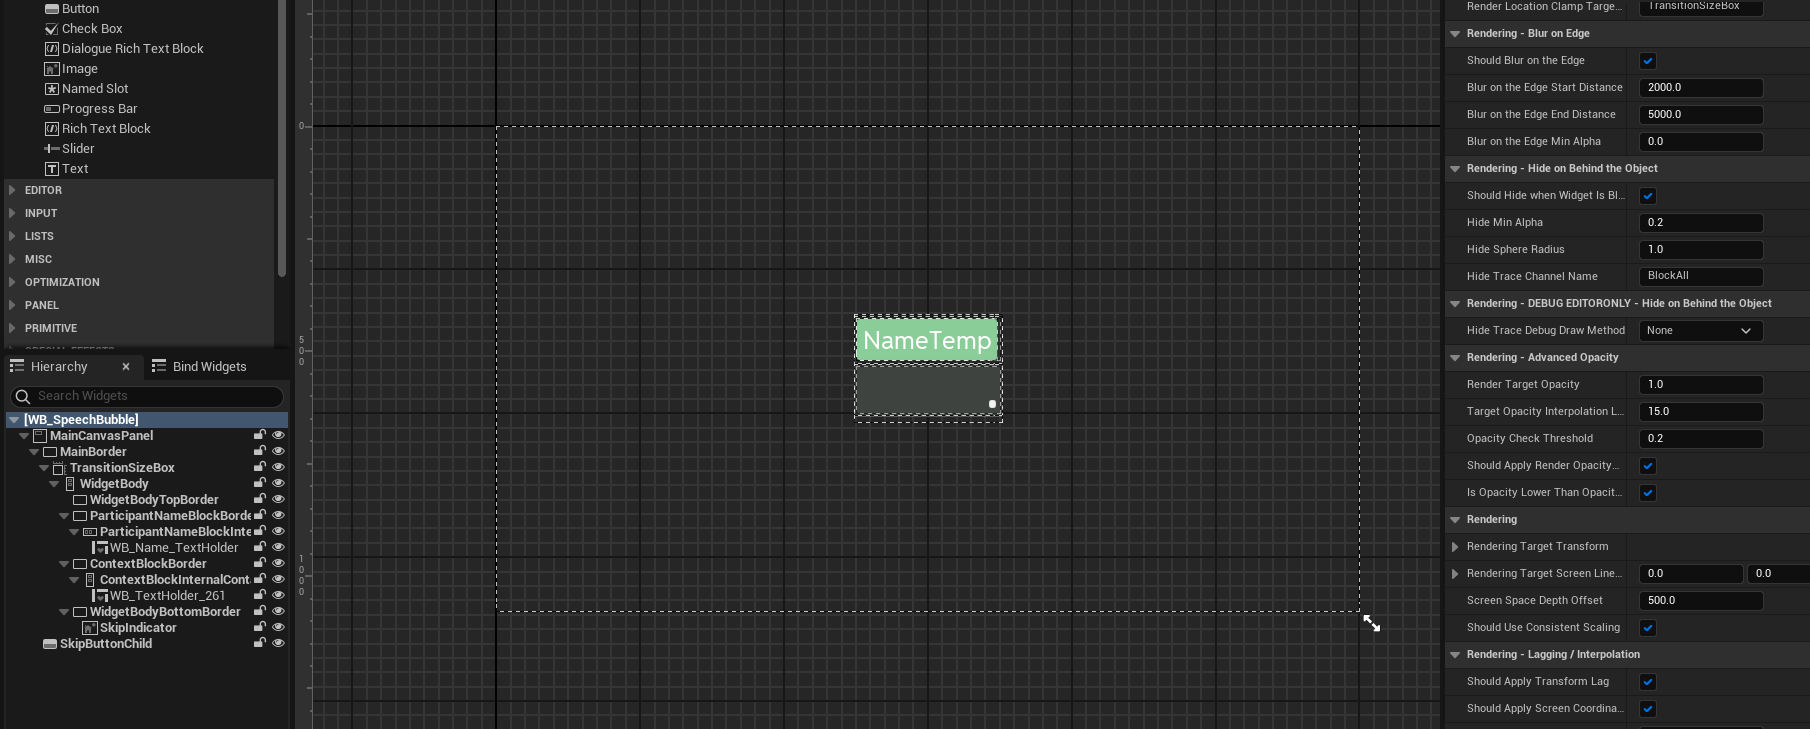 Button
Check Box
Dialogue Rich Text Block
Image
Named Slot
Progress Bar
Rich Text Block
Slider
Text
EDITOR
INPUT
LISTS
MISC
OPTIMIZATION
PANEL
PRIMITIVE
SPECIAL EFFECTS
Hierarchy
Bind Widgets
Search Widgets
[WB_SpeechBubble]
MainCanvasPanel
MainBorder
TransitionSizeBox
WidgetBody
WidgetBodyTopBorder
ParticipantNameBlockBorde
ParticipantNameBlockInte
WB_Name_TextHolder
ContextBlockBorder
ContextBlockInternalCont
WB_TextHolder_261
WidgetBodyBottomBorder
SkipIndicator
SkipButtonChild
0
500
1000
NameTemp
Render Location Clamp Targe... TransitionSizeBox
Rendering - Blur on Edge
Should Blur on the Edge
Blur on the Edge Start Distance 2000.0
Blur on the Edge End Distance 5000.0
Blur on the Edge Min Alpha 0.0
Rendering - Hide on Behind the Object
Should Hide when Widget Is Bl...
Hide Min Alpha 0.2
Hide Sphere Radius 1.0
Hide Trace Channel Name BlockAll
Rendering - DEBUG EDITORONLY - Hide on Behind the Object
Hide Trace Debug Draw Method None
Rendering - Advanced Opacity
Render Target Opacity 1.0
Target Opacity Interpolation L... 15.0
Opacity Check Threshold 0.2
Should Apply Render Opacity...
Is Opacity Lower Than Opacit...
Rendering
Rendering Target Transform
Rendering Target Screen Line... 0.0 0.0
Screen Space Depth Offset 500.0
Should Use Consistent Scaling
Rendering - Lagging / Interpolation
Should Apply Transform Lag
Should Apply Screen Coordina...